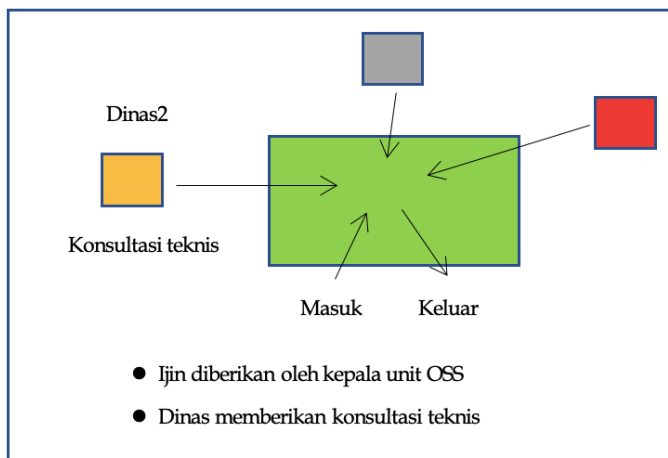 Dinas2
Konsultasi teknis
Masuk Keluar
● Ijin diberikan oleh kepala unit OSS
● Dinas memberikan konsultasi teknis